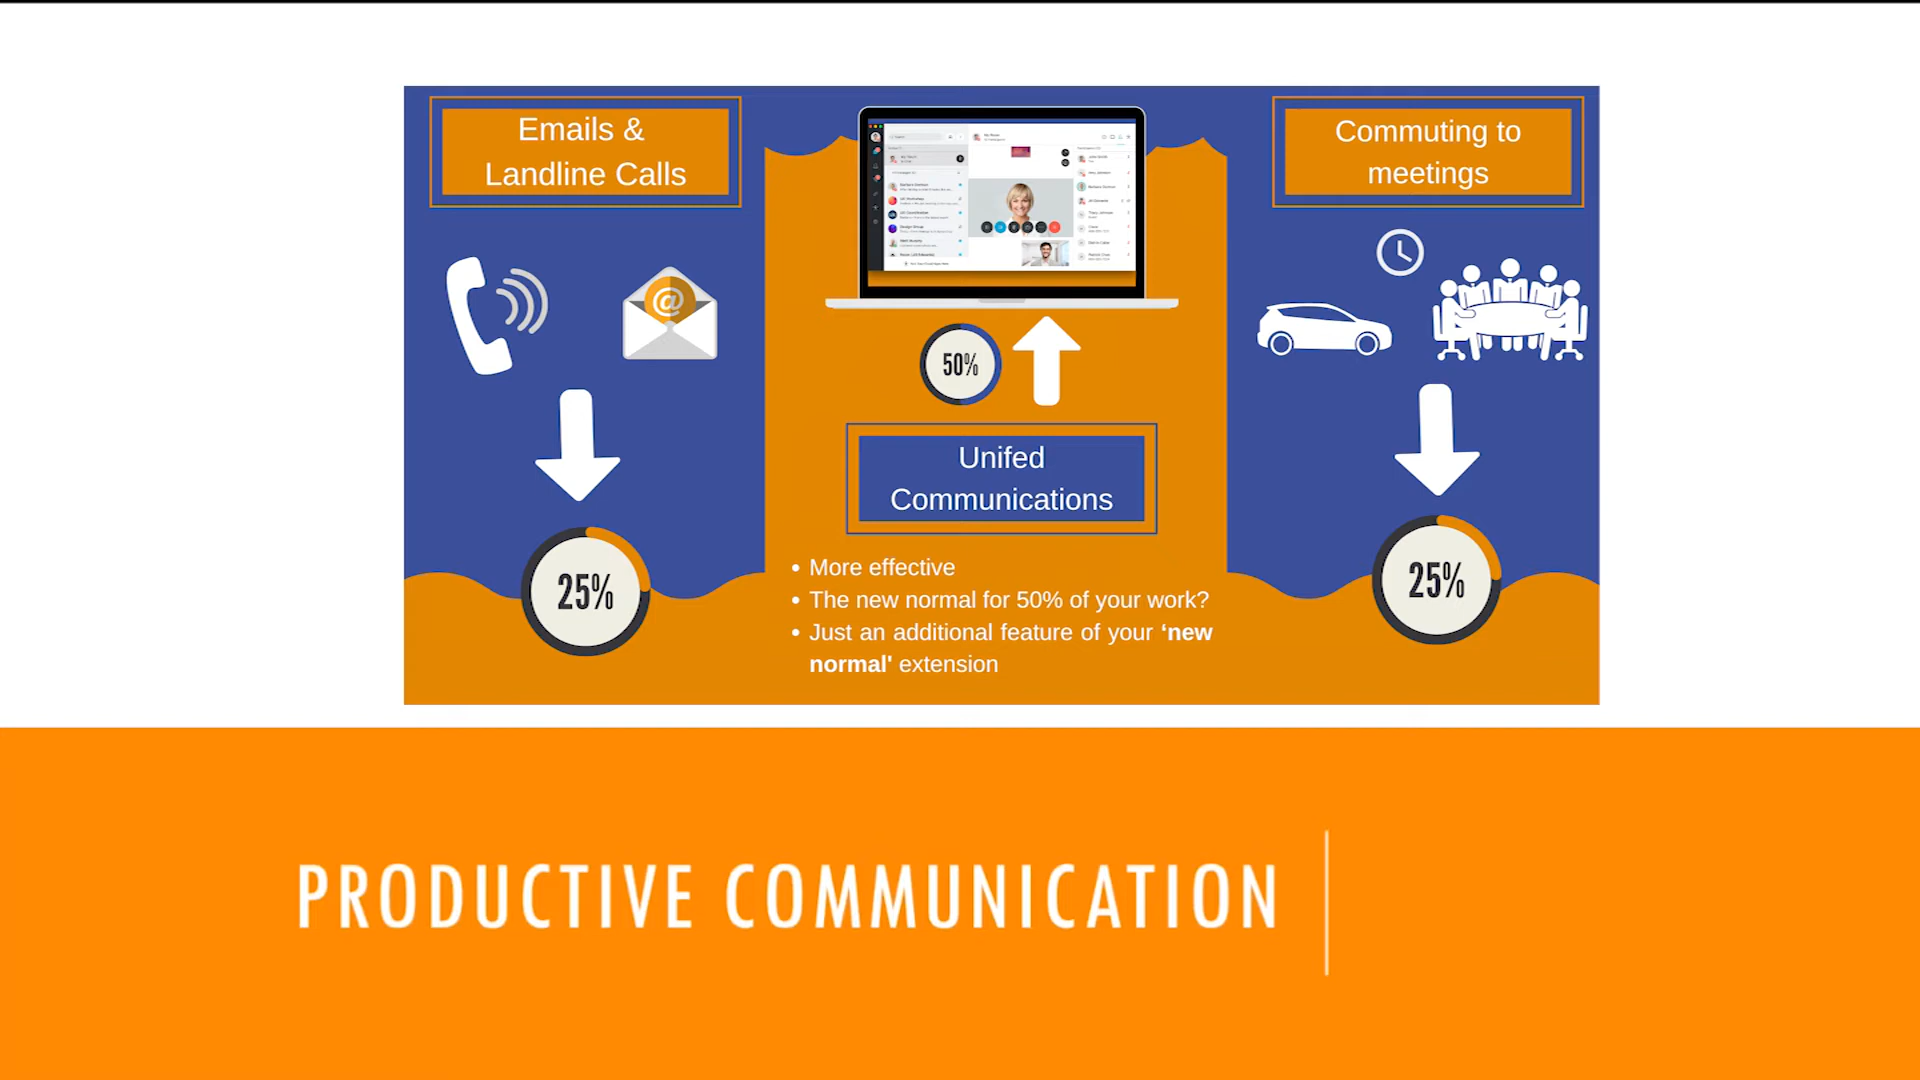 Emails &
Landline Calls
@
25%
50%
Unifed
Communications
• More effective
• The new normal for 50% of your work?
• Just an additional feature of your ‘new
normal' extension
Commuting to
meetings
25%
PRODUCTIVE COMMUNICATION